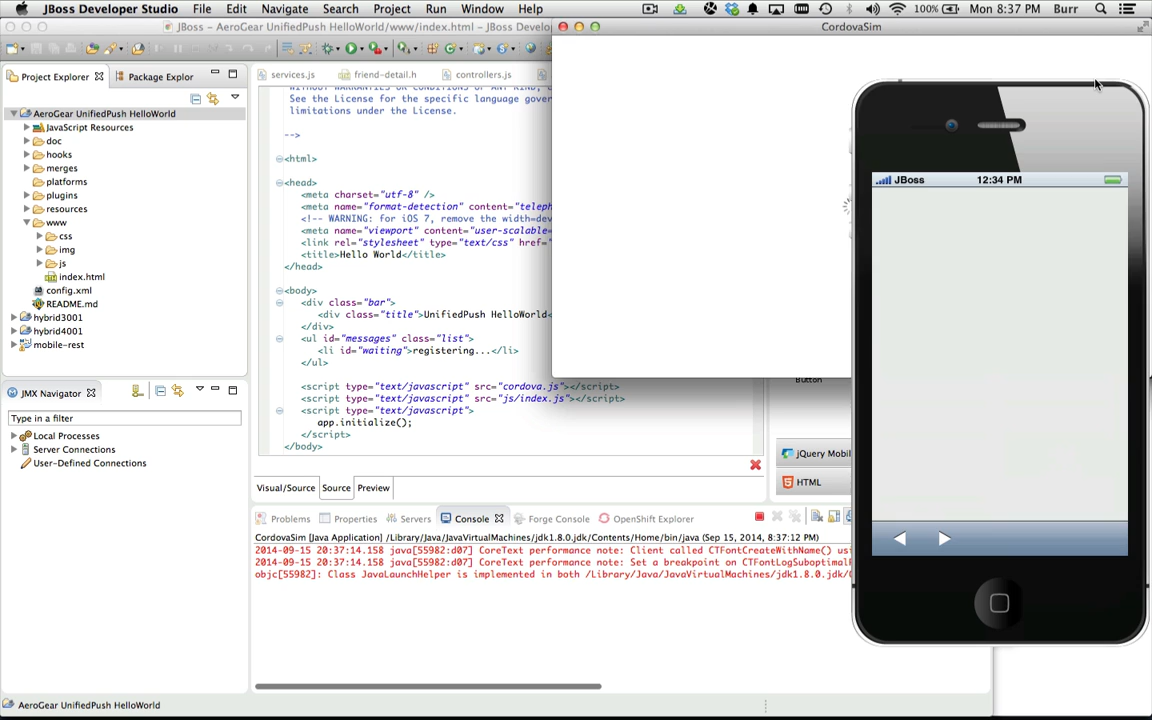 JBoss Developer Studio File Edit Navigate Search Project Run Window Help 100% Mon 8:37 PM Burr
JBoss – AeroGear UnifiedPush HelloWorld/www/index.html – JBoss Develo
CordovaSim
Project Explorer Package Explor
services.js friend-detail.h controllers.js
AeroGear UnifiedPush HelloWorld
JavaScript Resources
doc
hooks
merges
platforms
plugins
resources
www
css
img
js
index.html
config.xml
README.md
hybrid3001
hybrid4001
mobile-rest
See the License for the specific language gover
limitations under the License.
-->
<html>
<head>
<meta charset="utf-8" />
<meta name="format-detection" content="teleph
<!-- WARNING: for iOS 7, remove the width=dev
<meta name="viewport" content="user-scalable=
<link rel="stylesheet" type="text/css" href="
<title>Hello World</title>
</head>
<body>
<div class="bar">
<div class="title">UnifiedPush HelloWorld<
</div>
<ul id="messages" class="list">
<li id="waiting">registering...</li>
</ul>
<script type="text/javascript" src="cordova.js"></script>
<script type="text/javascript" src="js/index.js"></script>
<script type="text/javascript">
app.initialize();
</script>
</body>
Visual/Source Source Preview
JBoss 12:34 PM
Button
jQuery Mobil
HTML
JMX Navigator
Type in a filter
Local Processes
Server Connections
User-Defined Connections
Problems Properties Servers Console Forge Console OpenShift Explorer
CordovaSim [Java Application] /Library/Java/JavaVirtualMachines/jdk1.8.0.jdk/Contents/Home/bin/java (Sep 15, 2014, 8:37:12 PM)
2014-09-15 20:37:14.158 java[55982:d07] CoreText performance note: Client called CTFontCreateWithName() usi
2014-09-15 20:37:14.158 java[55982:d07] CoreText performance note: Set a breakpoint on CTFontLogSuboptimalR
objc[55982]: Class JavaLaunchHelper is implemented in both /Library/Java/JavaVirtualMachines/jdk1.8.0.jdk/C
AeroGear UnifiedPush HelloWorld